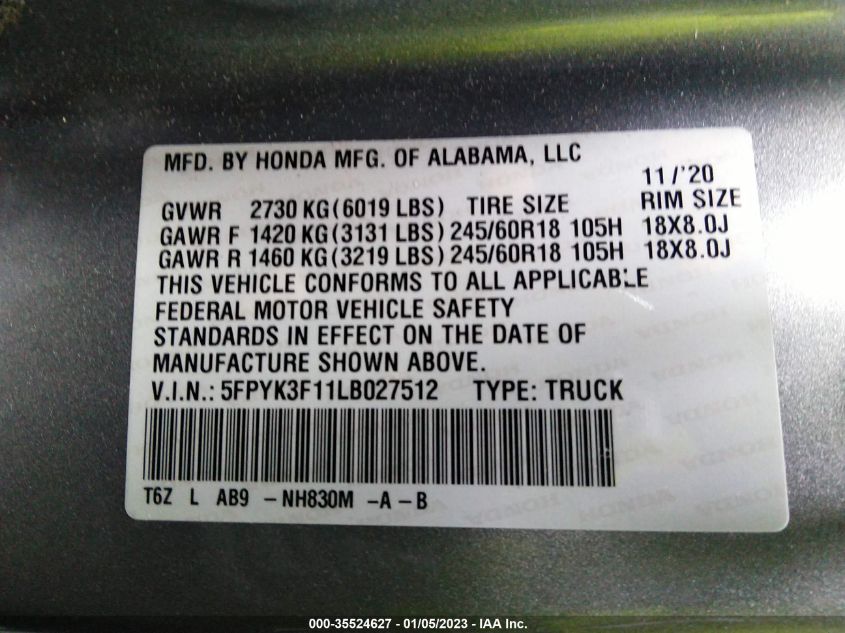 MFD. BY HONDA MFG. OF ALABAMA, LLC
11/'20
GVWR 2730 KG(6019 LBS) TIRE SIZE RIM SIZE
GAWR F 1420 KG(3131 LBS) 245/60R18 105H 18X8.0J
GAWR R 1460 KG(3219 LBS) 245/60R18 105H 18X8.0J
THIS VEHICLE CONFORMS TO ALL APPLICABLE
FEDERAL MOTOR VEHICLE SAFETY
STANDARDS IN EFFECT ON THE DATE OF
MANUFACTURE SHOWN ABOVE.
V.I.N.: 5FPYK3F11LB027512 TYPE: TRUCK
T6Z L AB9 -NH830M -A-B
000-35524627 - 01/05/2023 - IAA Inc.